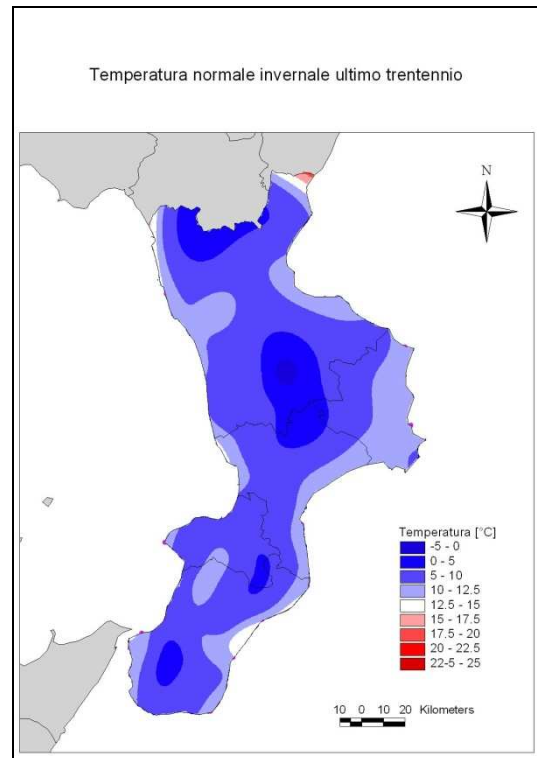 Temperatura normale invernale ultimo trentennio
N
Temperatura [°C]
-5 - 0
0 - 5
5 - 10
10 - 12.5
12.5 - 15
15 - 17.5
17.5 - 20
20 - 22.5
22-5 - 25
10 0 10 20 Kilometers